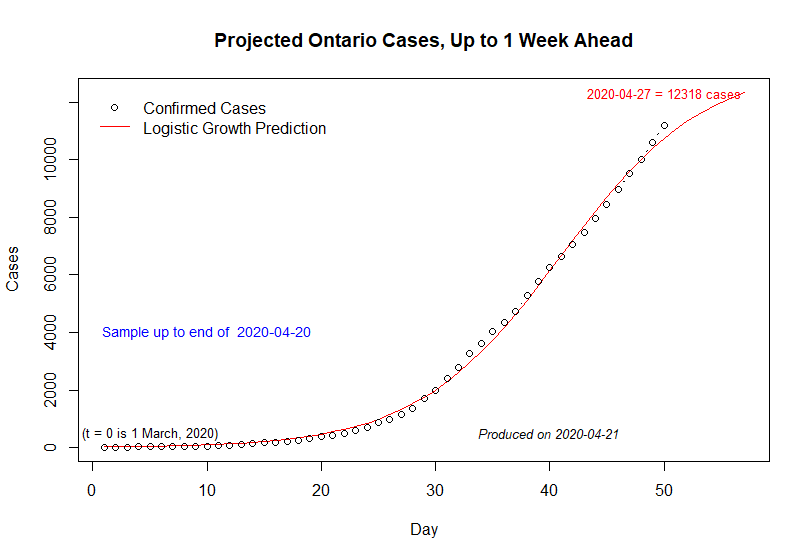 Projected Ontario Cases, Up to 1 Week Ahead
2020-04-27 = 12318 cases
Confirmed Cases
Logistic Growth Prediction
Sample up to end of  2020-04-20
(t = 0 is 1 March, 2020)
Produced on 2020-04-21
Cases
0
2000
4000
6000
8000
10000
0 10 20 30 40 50
Day